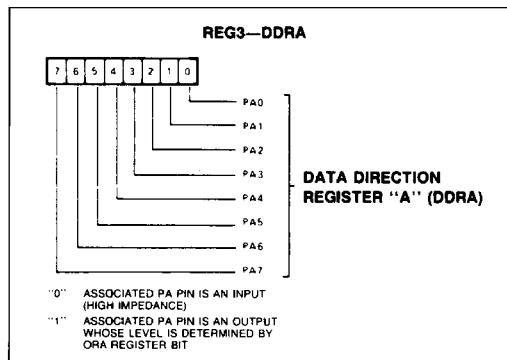 REG3—DDRA
7 6 5 4 3 2 1 0
PA0
PA1
PA2
PA3
PA4
PA5
PA6
PA7
DATA DIRECTION
REGISTER "A" (DDRA)
"0" ASSOCIATED PA PIN IS AN INPUT
(HIGH IMPEDANCE)
"1" ASSOCIATED PA PIN IS AN OUTPUT
WHOSE LEVEL IS DETERMINED BY
ORA REGISTER BIT